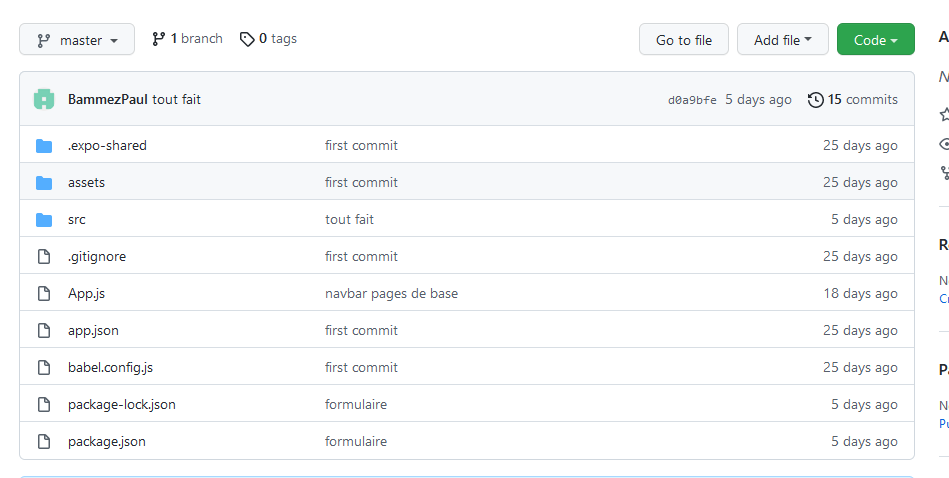 master 1 branch 0 tags Go to file Add file Code
BammezPaul tout fait d0a9bfe 5 days ago 15 commits
.expo-shared first commit 25 days ago
assets first commit 25 days ago
src tout fait 5 days ago
.gitignore first commit 25 days ago
App.js navbar pages de base 18 days ago
app.json first commit 25 days ago
babel.config.js first commit 25 days ago
package-lock.json formulaire 5 days ago
package.json formulaire 5 days ago